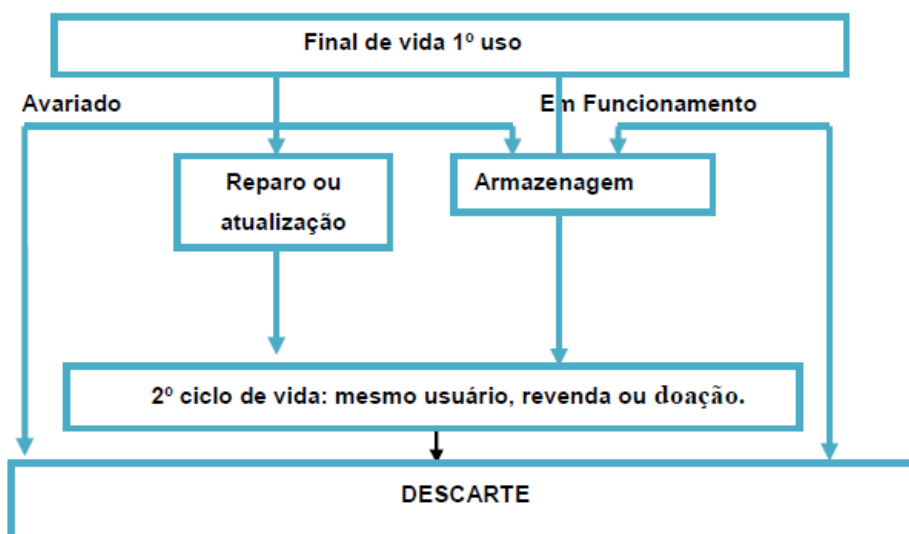 Final de vida 1º uso
Avariado
Em Funcionamento
Reparo ou
atualização
Armazenagem
2º ciclo de vida: mesmo usuário, revenda ou doação.
DESCARTE